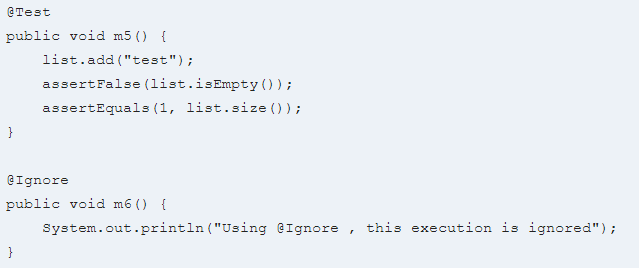 @Test
public void m5() {
    list.add("test");
    assertFalse(list.isEmpty());
    assertEquals(1, list.size());
}

@Ignore
public void m6() {
    System.out.println("Using @Ignore , this execution is ignored");
}